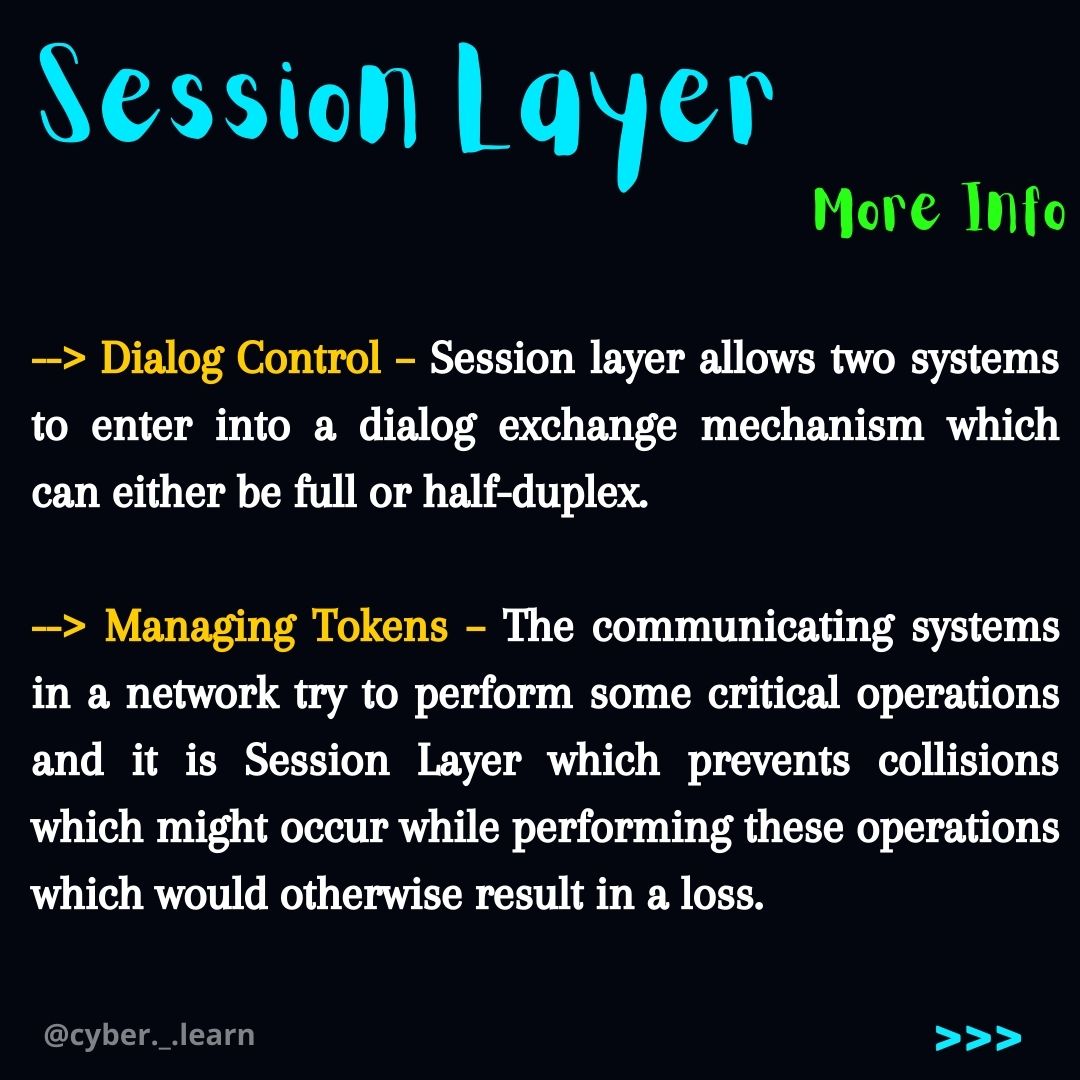 Session Layer
More Info
--> Dialog Control – Session layer allows two systems
to enter into a dialog exchange mechanism which
can either be full or half-duplex.
--> Managing Tokens – The communicating systems
in a network try to perform some critical operations
and it is Session Layer which prevents collisions
which might occur while performing these operations
which would otherwise result in a loss.
@cyber._.learn
>>>